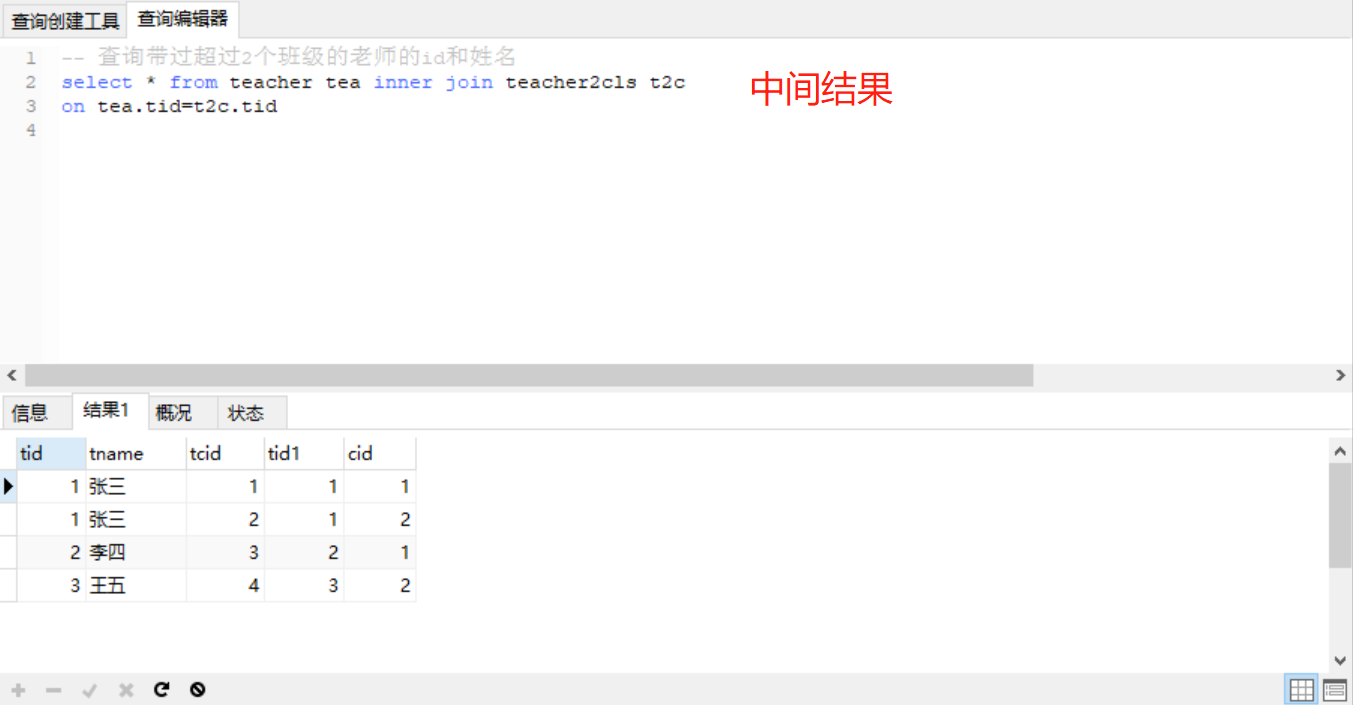 查询创建工具 查询编辑器
1 -- 查询带过超过2个班级的老师的id和姓名
2 select * from teacher tea inner join teacher2cls t2c
3 on tea.tid=t2c.tid
4
中间结果
信息 结果1 概况 状态
tid tname tcid tid1 cid
1 张三 1 1 1
1 张三 2 1 2
2 李四 3 2 1
3 王五 4 3 2